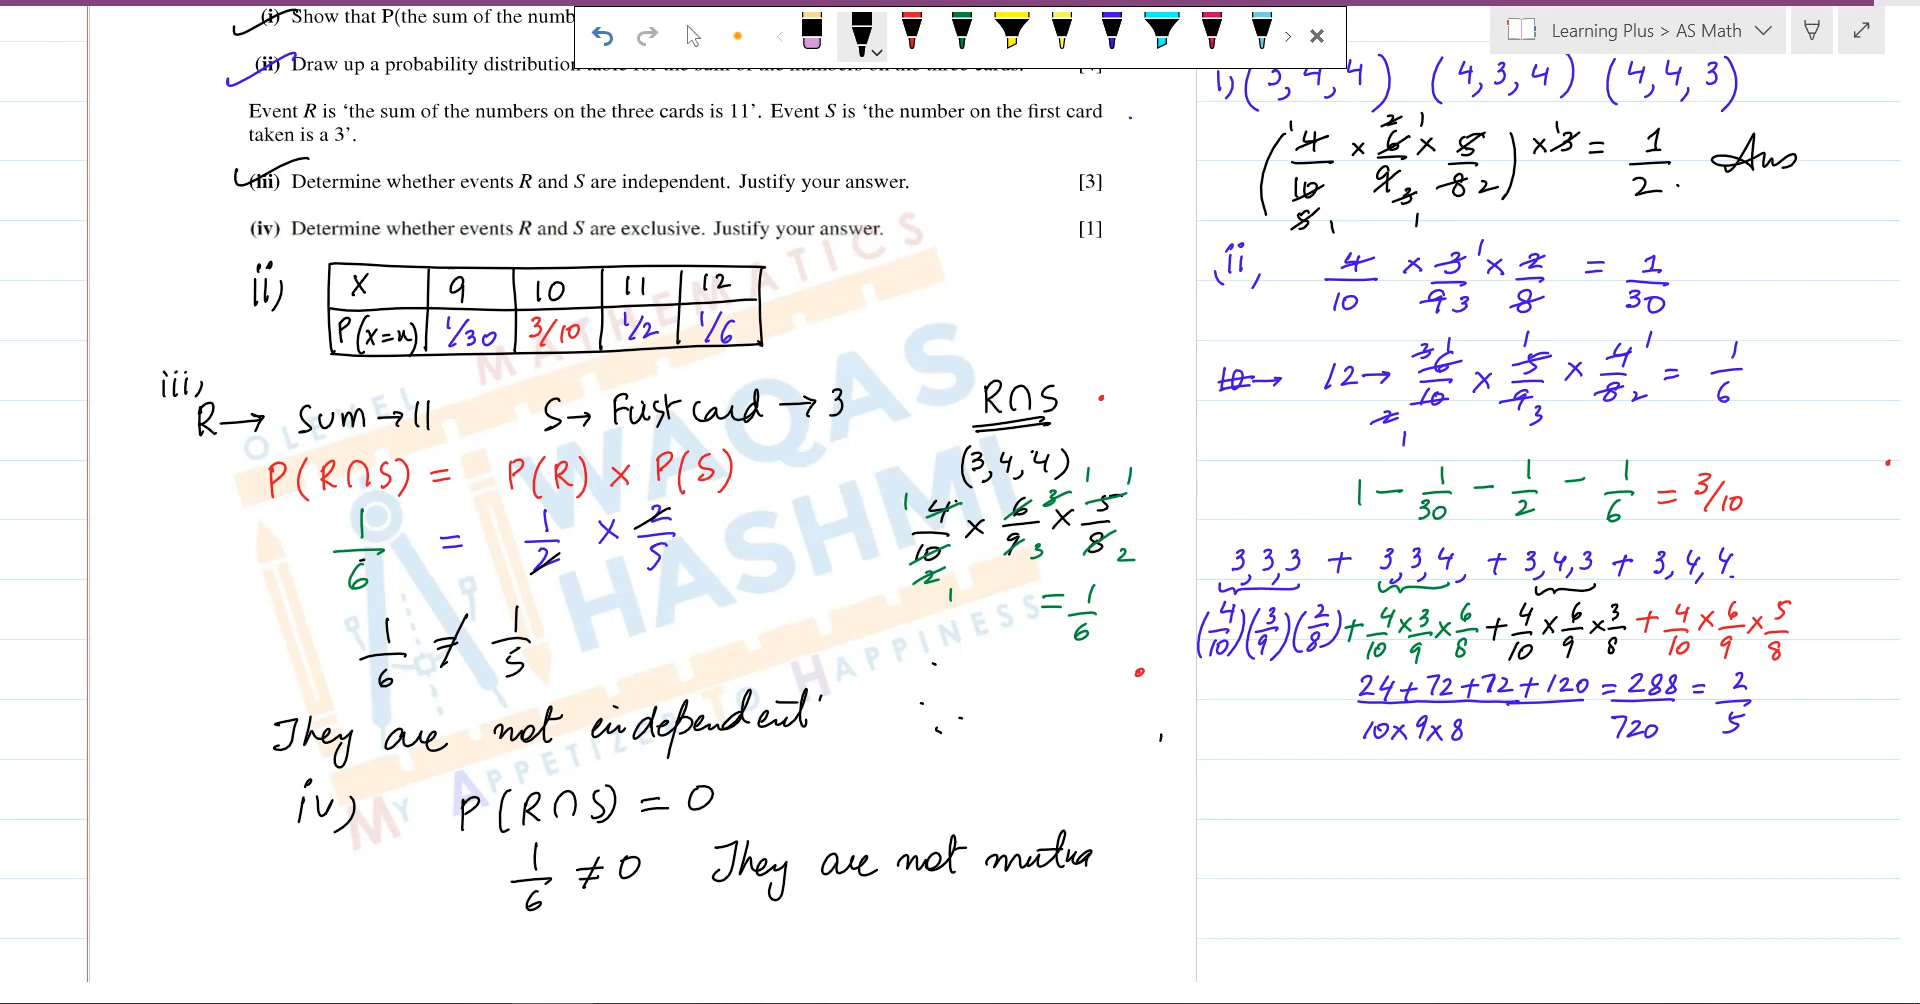 (i) Show that P(the sum of the numb
(ii) Draw up a probability distribution
[4]
Event R is ‘the sum of the numbers on the three cards is 11’. Event S is ‘the number on the first card
taken is a 3’.
(iii) Determine whether events R and S are independent. Justify your answer. [3]
(iv) Determine whether events R and S are exclusive. Justify your answer. [1]
ii)
X 9 10 11 12
P(X=x) 1/30 3/10 1/2 1/6
iii,
R→ Sum→11 S→ First card →3 R∩S
P(R∩S) = P(R) × P(S) (3,4,4)
1/6 = 1/2 × 2/5
4/10 × 6/9 × 5/8
= 1/6
1/6 ≠ 1/5
They are not independent
iv) P(R∩S) = 0
1/6 ≠ 0 They are not mutua
Learning Plus > AS Math
i) (3,4,4) (4,3,4) (4,4,3)
(4/10 × 6/9 × 5/8) × 3 = 1/2. Ans
ii, 4/10 × 3/9 × 2/8 = 1/30
10→ 12→ 6/10 × 5/9 × 4/8 = 1/6
1 - 1/30 - 1/2 - 1/6 = 3/10
3,3,3 + 3,3,4, + 3,4,3 + 3,4,4.
(4/10)(3/9)(2/8) + 4/10 × 3/9 × 6/8 + 4/10 × 6/9 × 3/8 + 4/10 × 6/9 × 5/8
24+72+72+120/10×9×8 = 288/720 = 2/5
WAQAS
HASHMI
MATHEMATICS
MY APPETIZE TO HAPPINESS